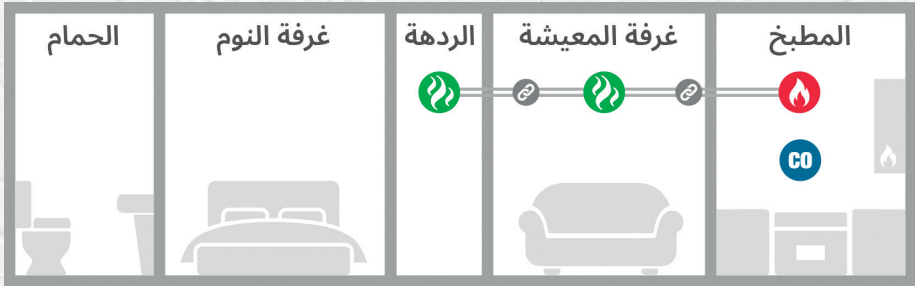 المطبخ
غرفة المعيشة
الردهة
غرفة النوم
الحمام
CO